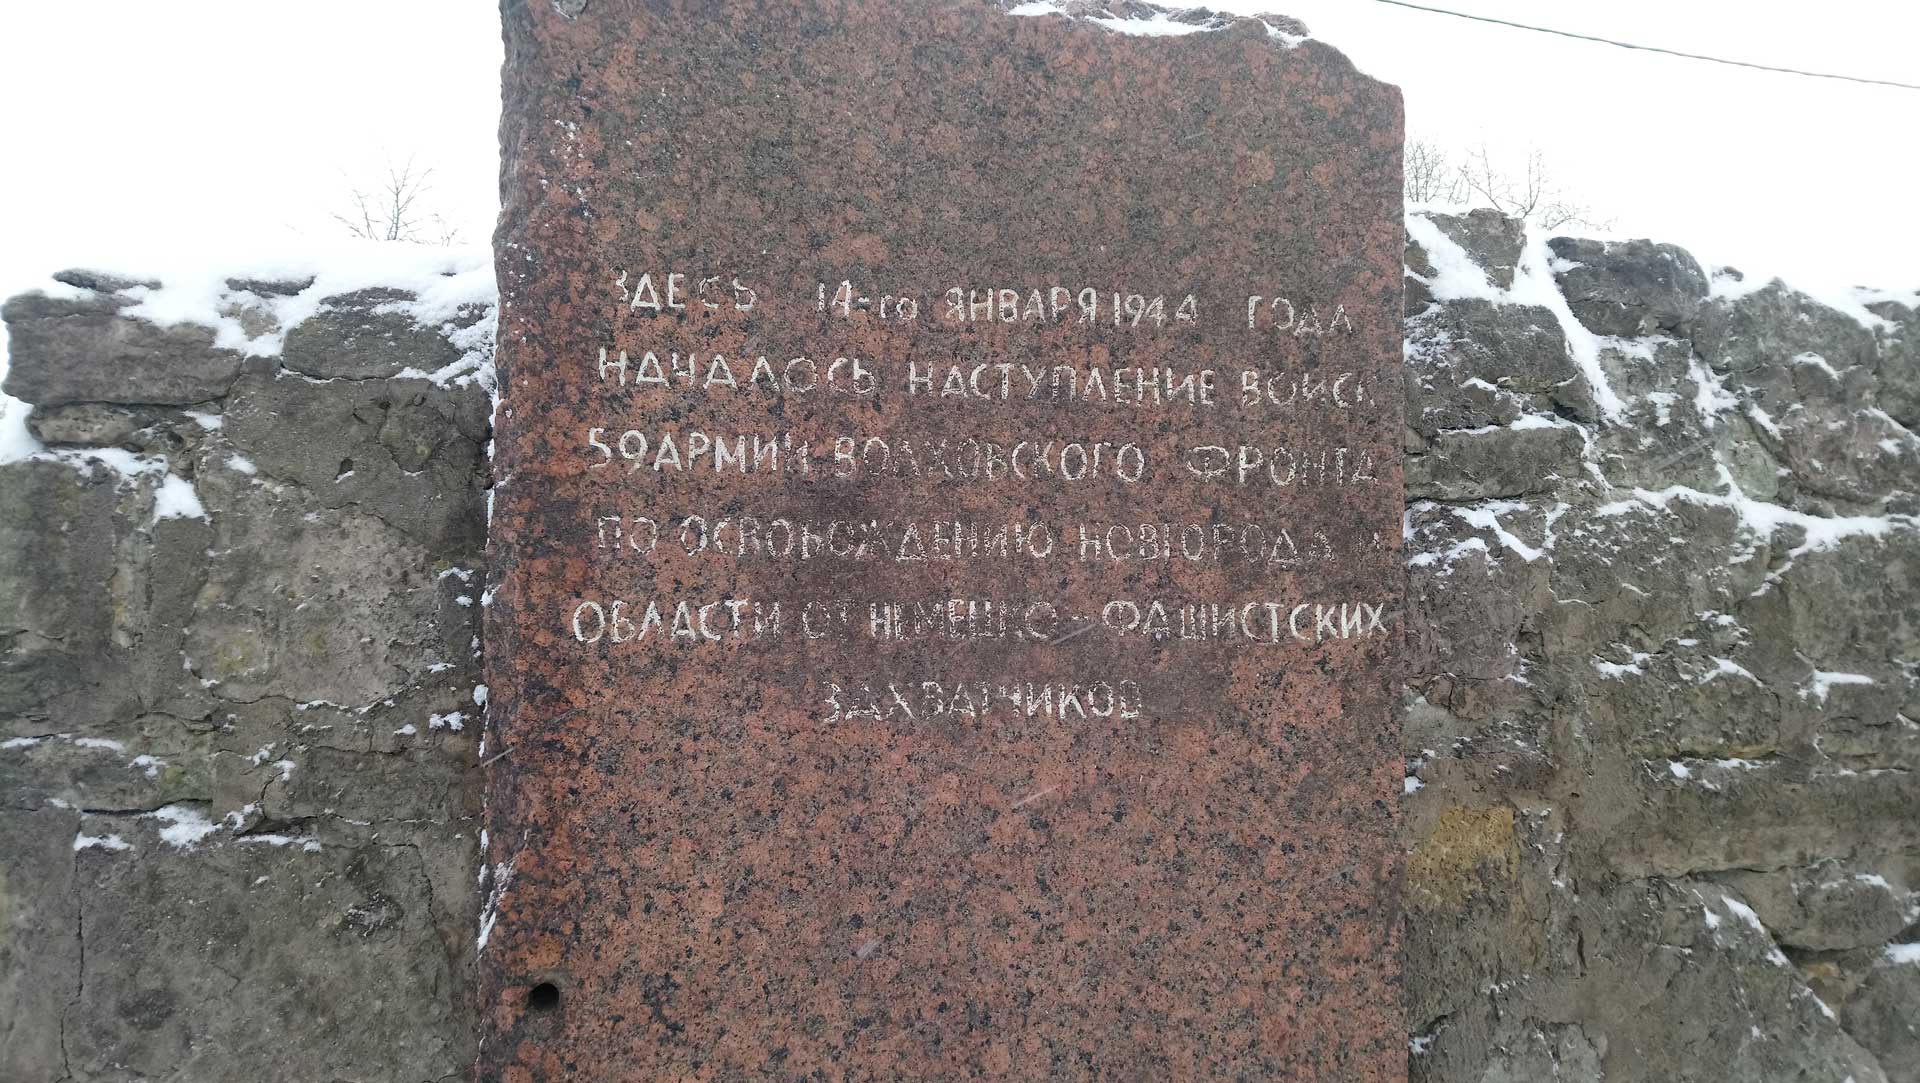 ЗДЕСЬ 14-го ЯНВАРЯ 1944 ГОДА
НАЧАЛОСЬ НАСТУПЛЕНИЕ ВОЙСК
59 АРМИИ ВОЛХОВСКОГО ФРОНТА
ПО ОСВОБОЖДЕНИЮ НОВГОРОДА И
ОБЛАСТИ ОТ НЕМЕЦКО-ФАШИСТСКИХ
ЗАХВАТЧИКОВ